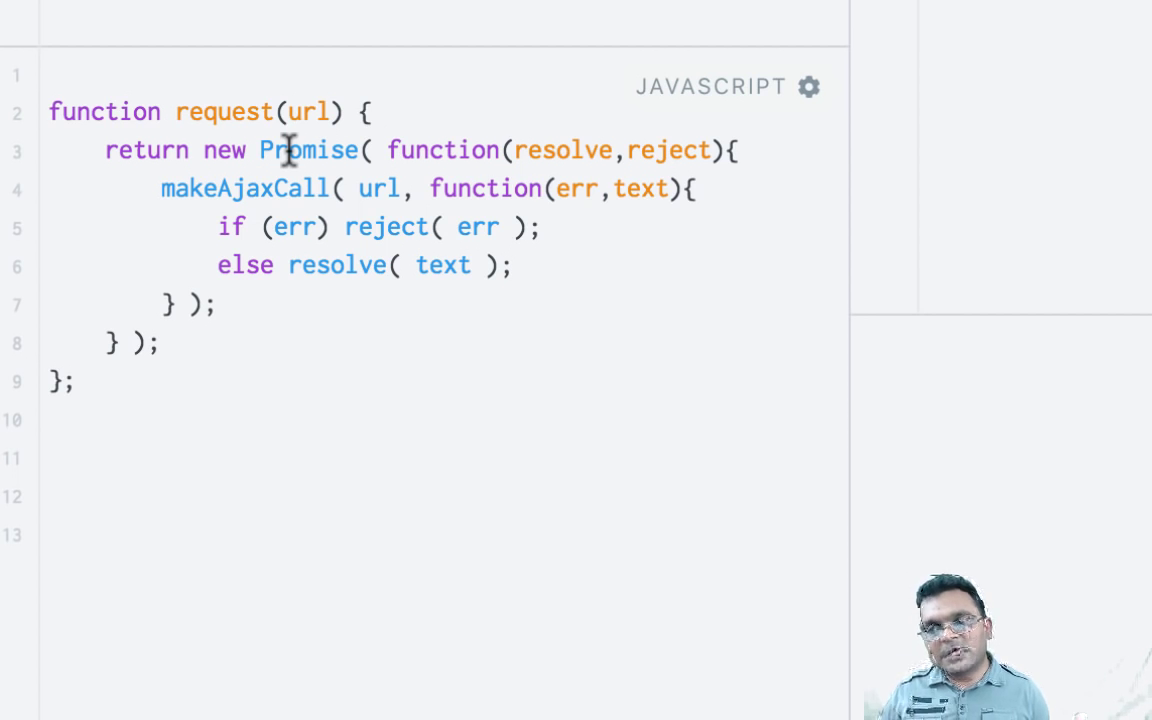 JAVASCRIPT
1
2 function request(url) {
3 return new Promise( function(resolve,reject){
4 makeAjaxCall( url, function(err,text){
5 if (err) reject( err );
6 else resolve( text );
7 } );
8 } );
9 };
10
11
12
13